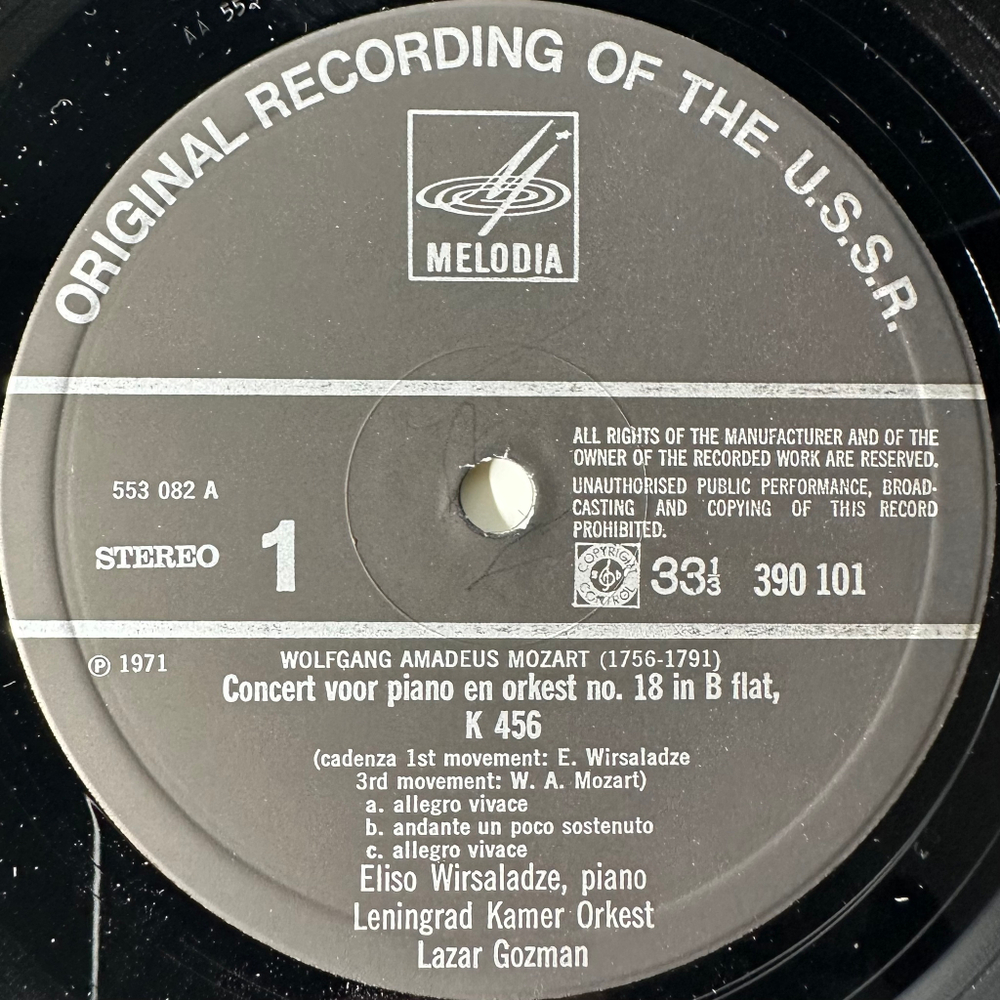 AA 552
ORIGINAL RECORDING OF THE U.S.S.R.
MELODIA
ALL RIGHTS OF THE MANUFACTURER AND OF THE
OWNER OF THE RECORDED WORK ARE RESERVED.
UNAUTHORISED PUBLIC PERFORMANCE, BROAD-
CASTING AND COPYING OF THIS RECORD
PROHIBITED.
553 082 A
STEREO 1
COPYRIGHT CONTROL
33⅓ 390 101
℗ 1971
WOLFGANG AMADEUS MOZART (1756-1791)
Concert voor piano en orkest no. 18 in B flat,
K 456
(cadenza 1st movement: E. Wirsaladze
3rd movement: W. A. Mozart)
a. allegro vivace
b. andante un poco sostenuto
c. allegro vivace
Eliso Wirsaladze, piano
Leningrad Kamer Orkest
Lazar Gozman